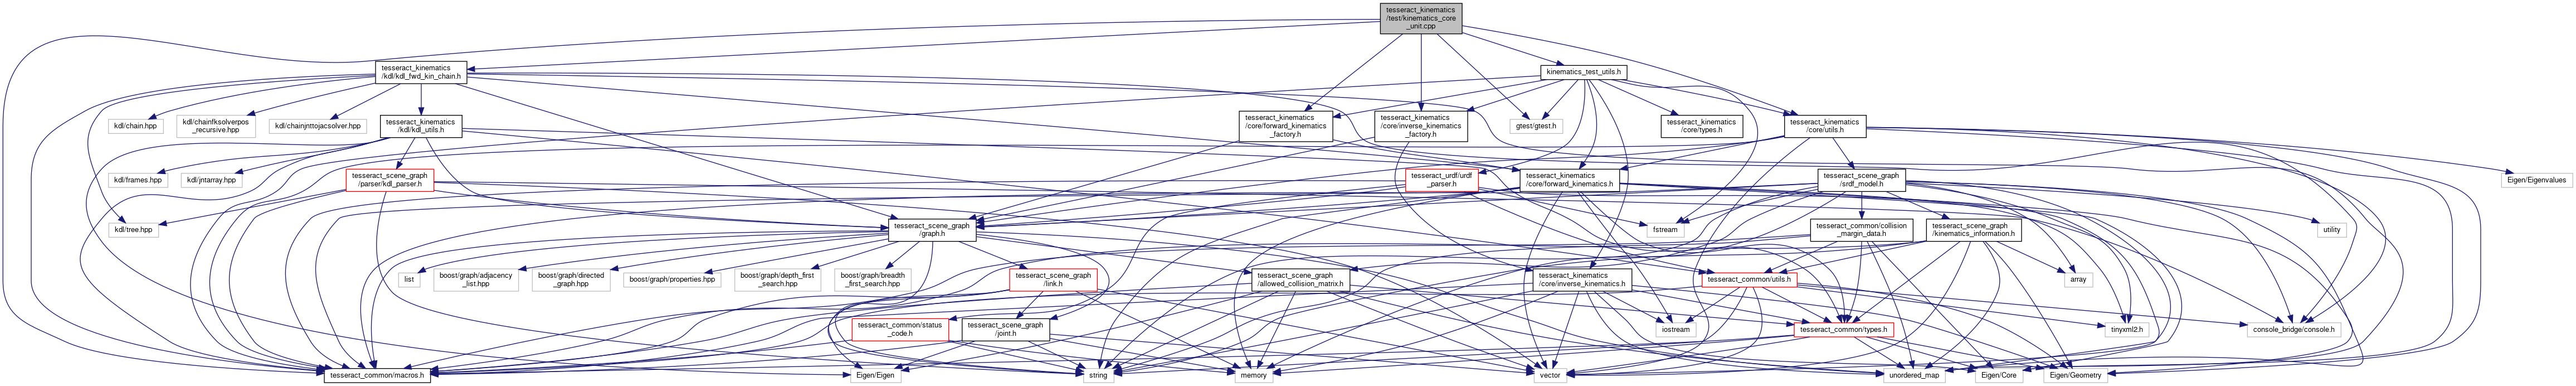 tesseract_kinematics
/test/kinematics_core
_unit.cpp
tesseract_kinematics
/kdl/kdl_fwd_kin_chain.h
kinematics_test_utils.h
kdl/chain.hpp
kdl/chainfksolverpos
_recursive.hpp
kdl/chainjnttojacsolver.hpp
tesseract_kinematics
/kdl/kdl_utils.h
tesseract_kinematics
/core/forward_kinematics
_factory.h
tesseract_kinematics
/core/inverse_kinematics
_factory.h
gtest/gtest.h
tesseract_kinematics
/core/types.h
tesseract_kinematics
/core/utils.h
kdl/frames.hpp
kdl/jntarray.hpp
tesseract_scene_graph
/parser/kdl_parser.h
tesseract_urdf/urdf
_parser.h
tesseract_kinematics
/core/forward_kinematics.h
tesseract_scene_graph
/srdf_model.h
Eigen/Eigenvalues
kdl/tree.hpp
tesseract_scene_graph
/graph.h
fstream
tesseract_common/collision
_margin_data.h
tesseract_scene_graph
/kinematics_information.h
utility
list
boost/graph/adjacency
_list.hpp
boost/graph/directed
_graph.hpp
boost/graph/properties.hpp
boost/graph/depth_first
_search.hpp
boost/graph/breadth
_first_search.hpp
tesseract_scene_graph
/link.h
tesseract_scene_graph
/allowed_collision_matrix.h
tesseract_kinematics
/core/inverse_kinematics.h
tesseract_common/utils.h
array
tesseract_common/status
_code.h
tesseract_scene_graph
/joint.h
iostream
tesseract_common/types.h
tinyxml2.h
console_bridge/console.h
tesseract_common/macros.h
Eigen/Eigen
string
memory
vector
unordered_map
Eigen/Core
Eigen/Geometry